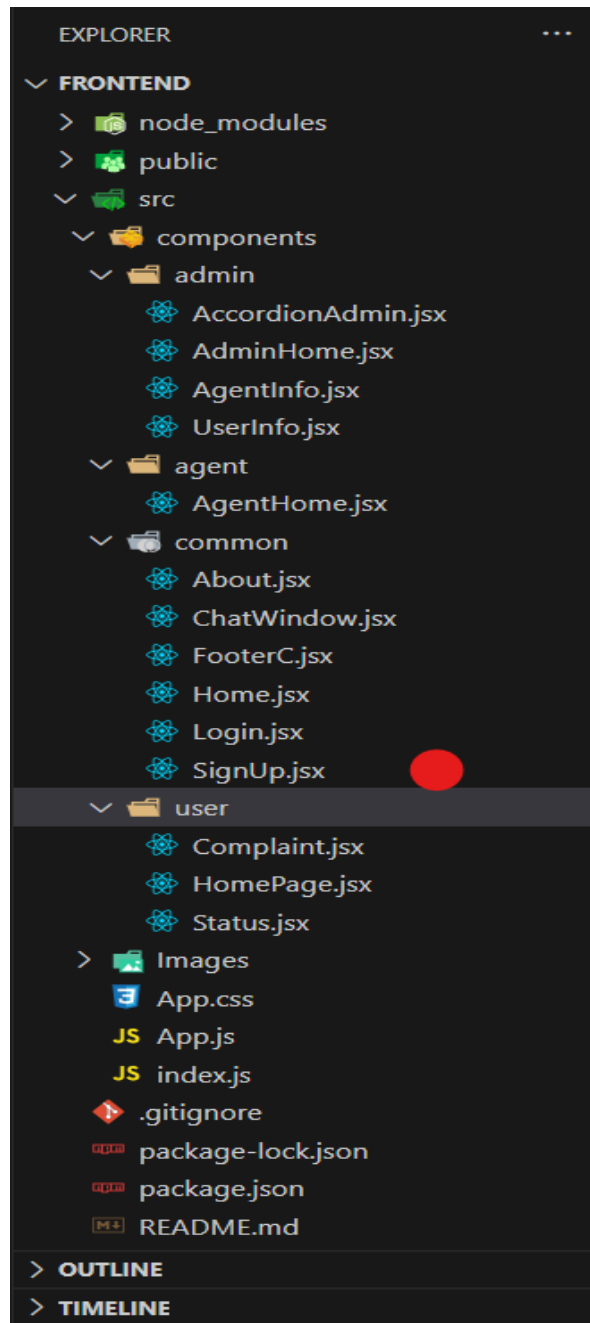 EXPLORER ...
FRONTEND
node_modules
public
src
components
admin
AccordionAdmin.jsx
AdminHome.jsx
AgentInfo.jsx
UserInfo.jsx
agent
AgentHome.jsx
common
About.jsx
ChatWindow.jsx
FooterC.jsx
Home.jsx
Login.jsx
SignUp.jsx
user
Complaint.jsx
HomePage.jsx
Status.jsx
Images
App.css
JS App.js
JS index.js
.gitignore
package-lock.json
package.json
README.md
OUTLINE
TIMELINE